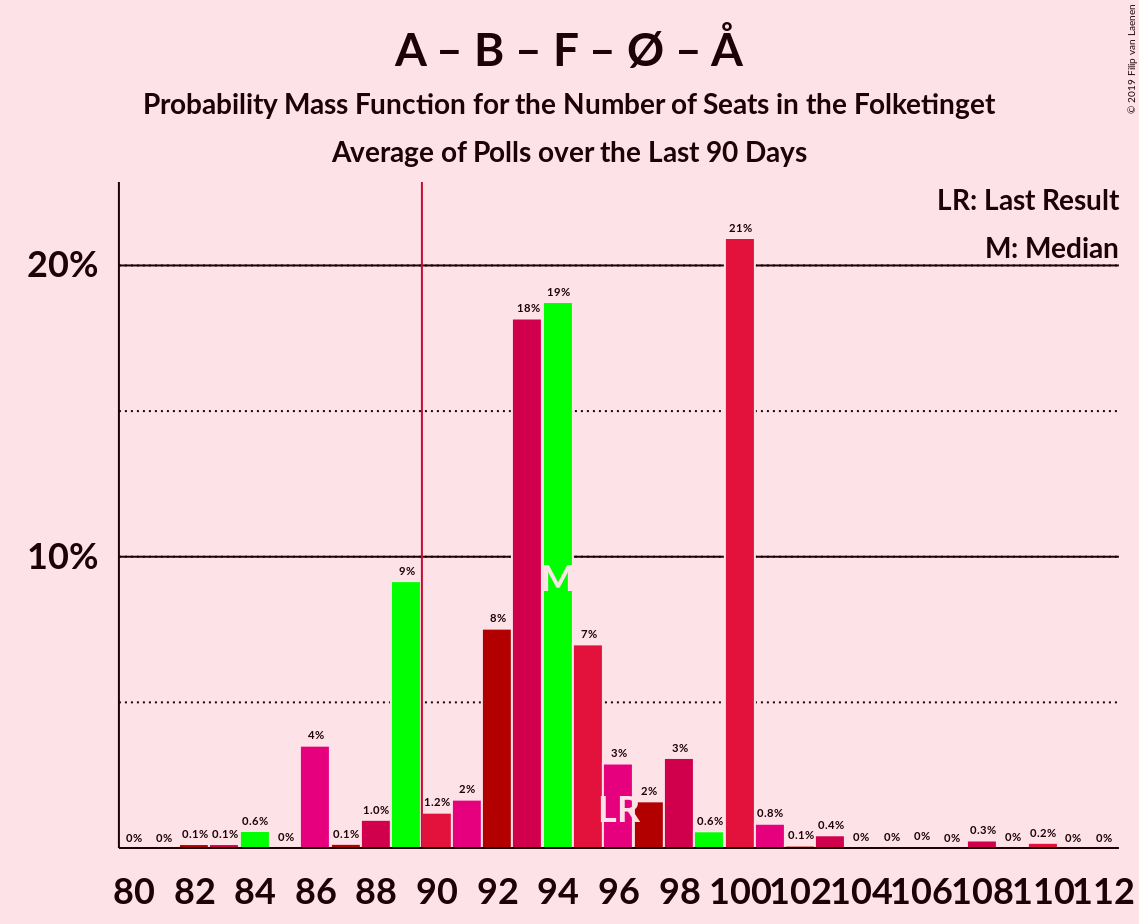 A – B – F – Ø – Å
Probability Mass Function for the Number of Seats in the Folketinget
Average of Polls over the Last 90 Days
© 2019 Filip van Laenen
LR: Last Result
M: Median
20%
10%
0% 0% 0.1% 0.1% 0.6% 0% 4% 0.1% 1.0% 9% 1.2% 2% 8% 18% 19% 7% 3% 2% 3% 0.6% 21% 0.8% 0.1% 0.4% 0% 0% 0% 0% 0.3% 0% 0.2% 0% 0%
M
LR
80 82 84 86 88 90 92 94 96 98 100 102 104 106 108 110 112